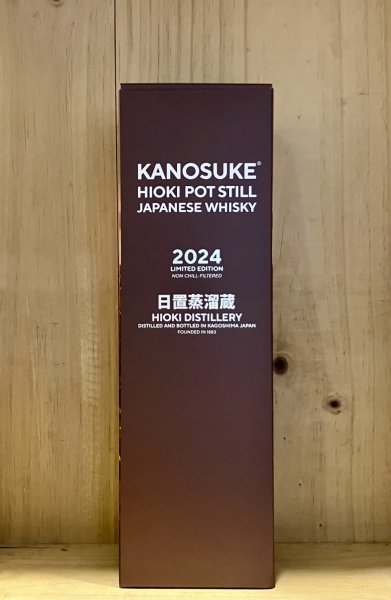 KANOSUKE®
HIOKI POT STILL
JAPANESE WHISKY
2024
LIMITED EDITION
NON CHILL-FILTERED
日置蒸溜蔵
HIOKI DISTILLERY
DISTILLED AND BOTTLED IN KAGOSHIMA JAPAN
FOUNDED IN 1883